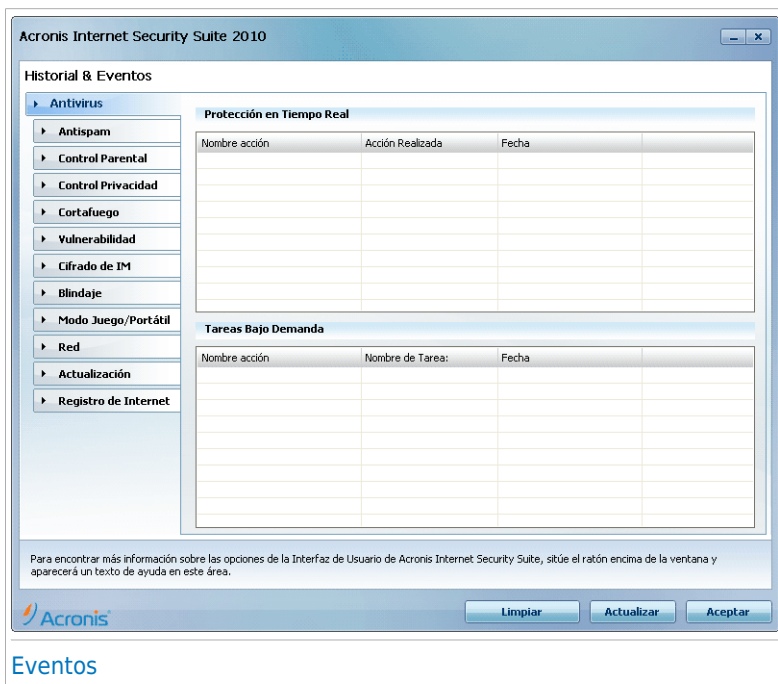 Acronis Internet Security Suite 2010
Historial & Eventos
Antivirus
Antispam
Control Parental
Control Privacidad
Cortafuego
Vulnerabilidad
Cifrado de IM
Blindaje
Modo Juego/Portátil
Red
Actualización
Registro de Internet
Protección en Tiempo Real
Nombre acción Acción Realizada Fecha
Tareas Bajo Demanda
Nombre acción Nombre de Tarea: Fecha
Para encontrar más información sobre las opciones de la Interfaz de Usuario de Acronis Internet Security Suite, sitúe el ratón encima de la ventana y
aparecerá un texto de ayuda en este área.
Acronis
Limpiar Actualizar Aceptar
Eventos